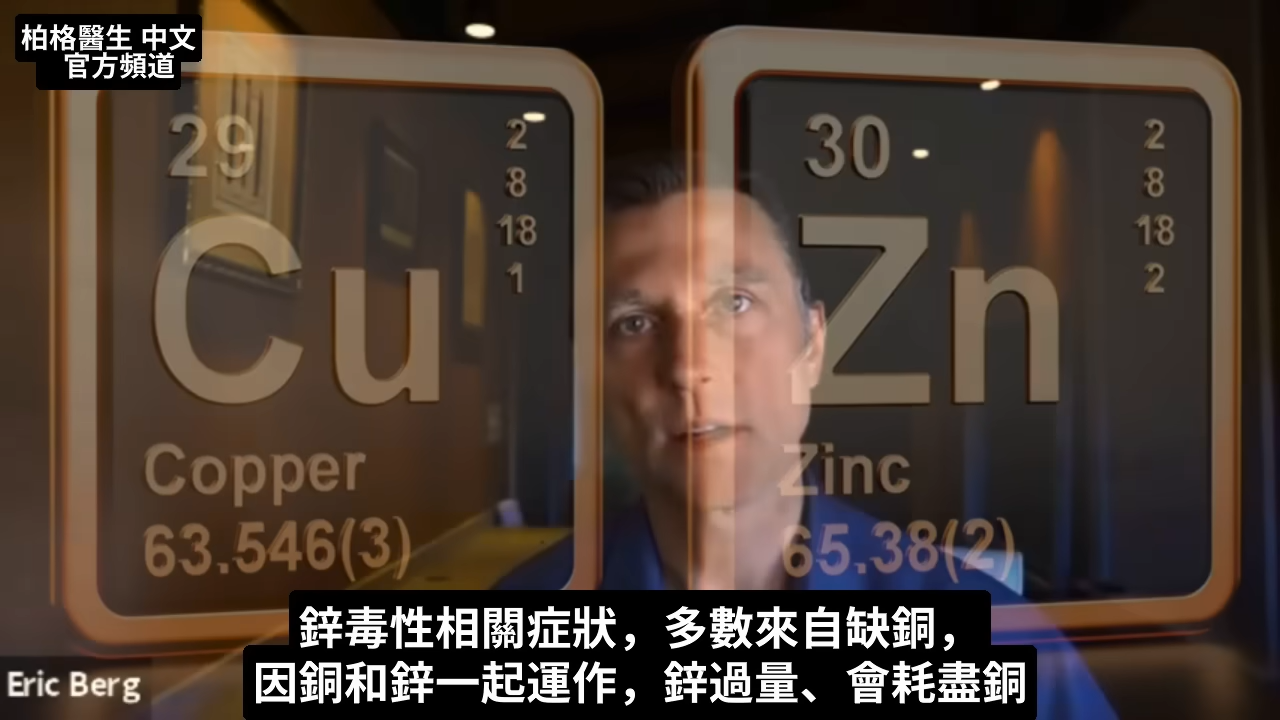 柏格醫生 中文
官方頻道
29
2
8
18
1
Cu
Copper
63.546(3)
30
2
8
18
2
Zn
Zinc
65.38(2)
鋅毒性相關症狀，多數來自缺銅，
因銅和鋅一起運作，鋅過量、會耗盡銅
Eric Berg